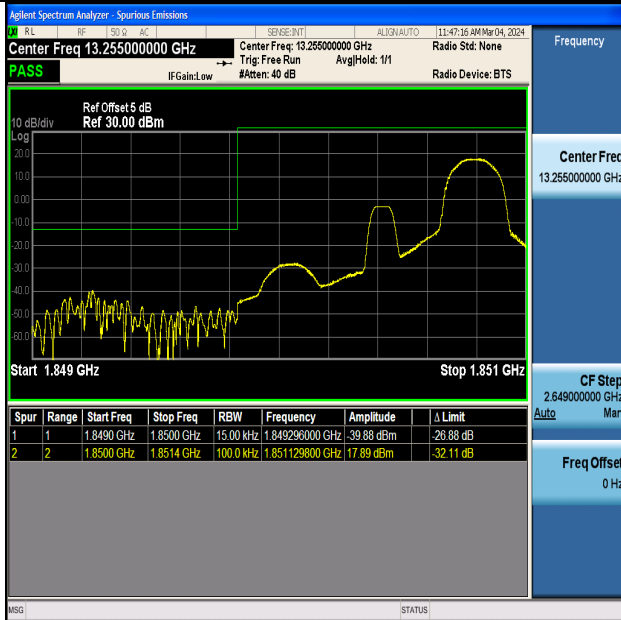 Agilent Spectrum Analyzer - Spurious Emissions
LXI RL RF 50 Ω AC SENSE:INT ALIGN AUTO 11:47:16 AM Mar 04, 2024
Center Freq 13.255000000 GHz
Center Freq: 13.255000000 GHz
Radio Std: None
Trig: Free Run Avg|Hold: 1/1
PASS
IFGain:Low
#Atten: 40 dB
Radio Device: BTS
Frequency
Ref Offset 5 dB
10 dB/div Ref 30.00 dBm
Log
20.0
10.0
0.00
-10.0
-20.0
-30.0
-40.0
-50.0
-60.0
Start 1.849 GHz Stop 1.851 GHz
Center Freq
13.255000000 GHz
CF Step
2.649000000 GHz
Auto Man
Freq Offset
0 Hz
Spur Range Start Freq Stop Freq RBW Frequency Amplitude Δ Limit
1 1 1.8490 GHz 1.8500 GHz 15.00 kHz 1.849296000 GHz -39.88 dBm -26.88 dB
2 2 1.8500 GHz 1.8514 GHz 100.0 kHz 1.851129800 GHz 17.89 dBm -32.11 dB
MSG STATUS